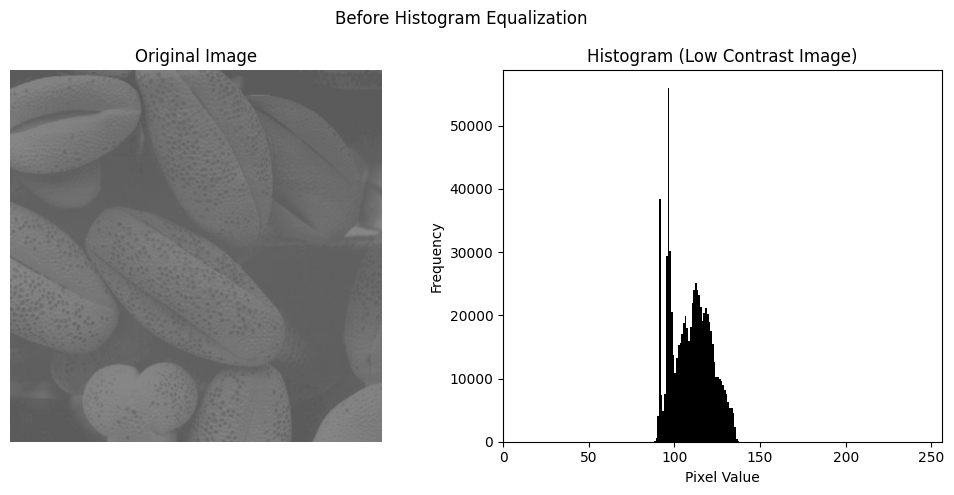 Before Histogram Equalization
Original Image
Histogram (Low Contrast Image)
50000
40000
30000
20000
10000
0
Frequency
0 50 100 150 200 250
Pixel Value